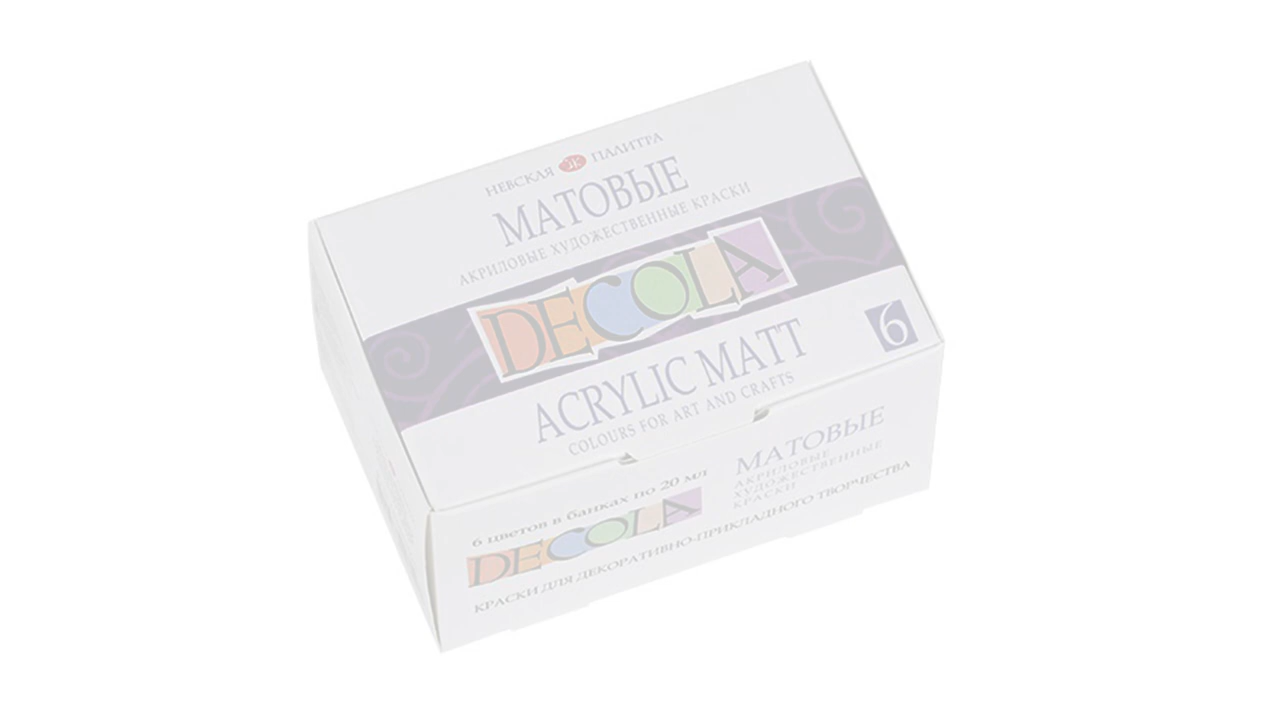 НЕВСКАЯ ПАЛИТРА
МАТОВЫЕ
АКРИЛОВЫЕ ХУДОЖЕСТВЕННЫЕ КРАСКИ
DECOLA
6
ACRYLIC MATT
COLOURS FOR ART AND CRAFTS
6 цветов в банках по 20 мл
DECOLA
МАТОВЫЕ
АКРИЛОВЫЕ
ХУДОЖЕСТВЕННЫЕ
КРАСКИ
КРАСКИ ДЛЯ ДЕКОРАТИВНО-ПРИКЛАДНОГО ТВОРЧЕСТВА